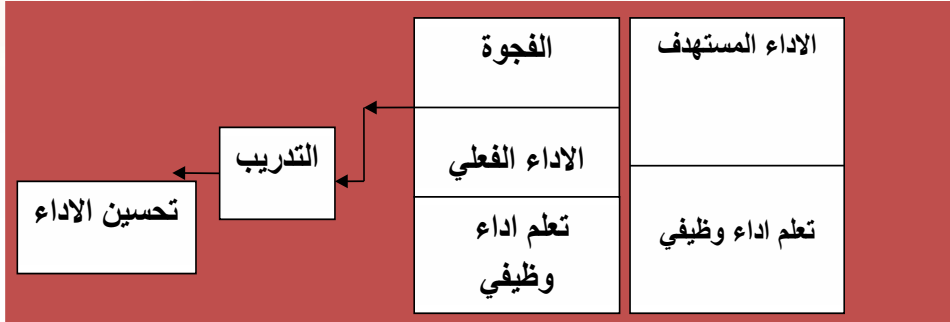 الاداء المستهدف
تعلم اداء وظيفي
الفجوة
الاداء الفعلي
تعلم اداء
وظيفي
التدريب
تحسين الاداء